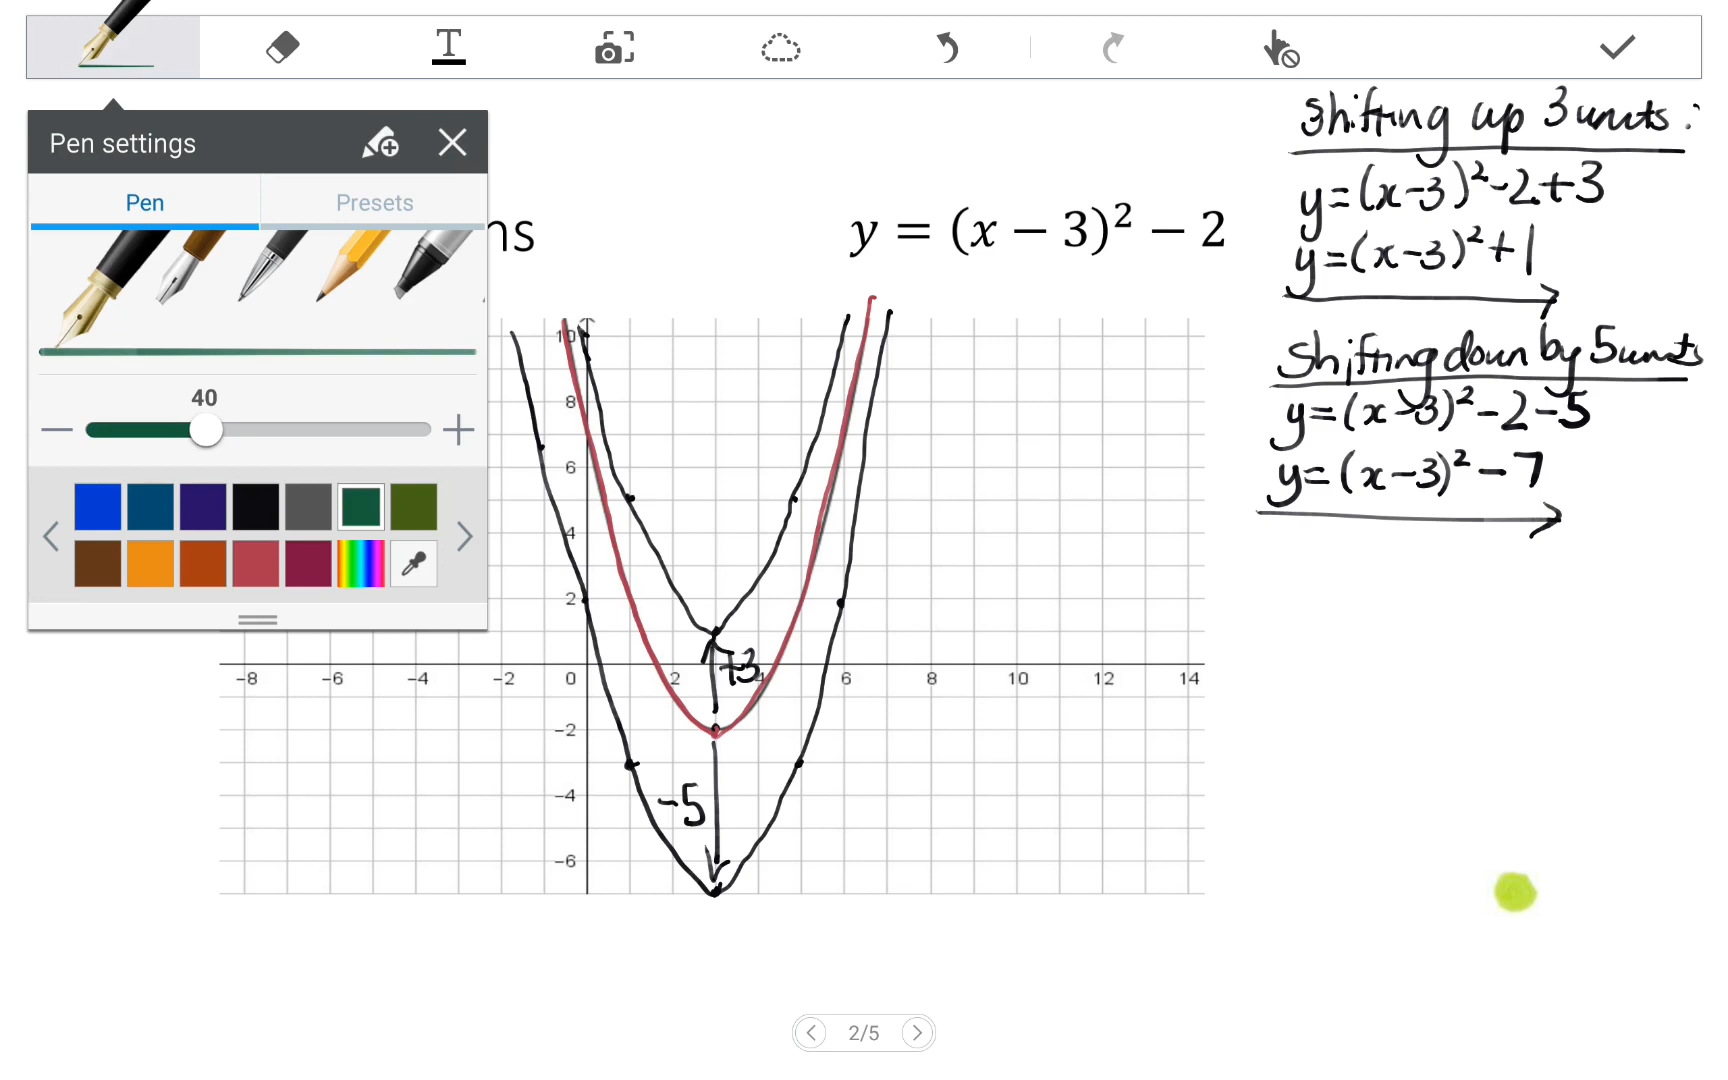 Pen settings
Pen
Presets
40
ns
y = (x − 3)² − 2
Shifting up 3 units:
y=(x-3)²-2+3
y=(x-3)²+1
Shifting down by 5 units
y=(x-3)²-2-5
y=(x-3)²-7
10
8
6
4
2
-8 -6 -4 -2 0 2 4 6 8 10 12 14
+3
-2
-4
-5
-6
2/5